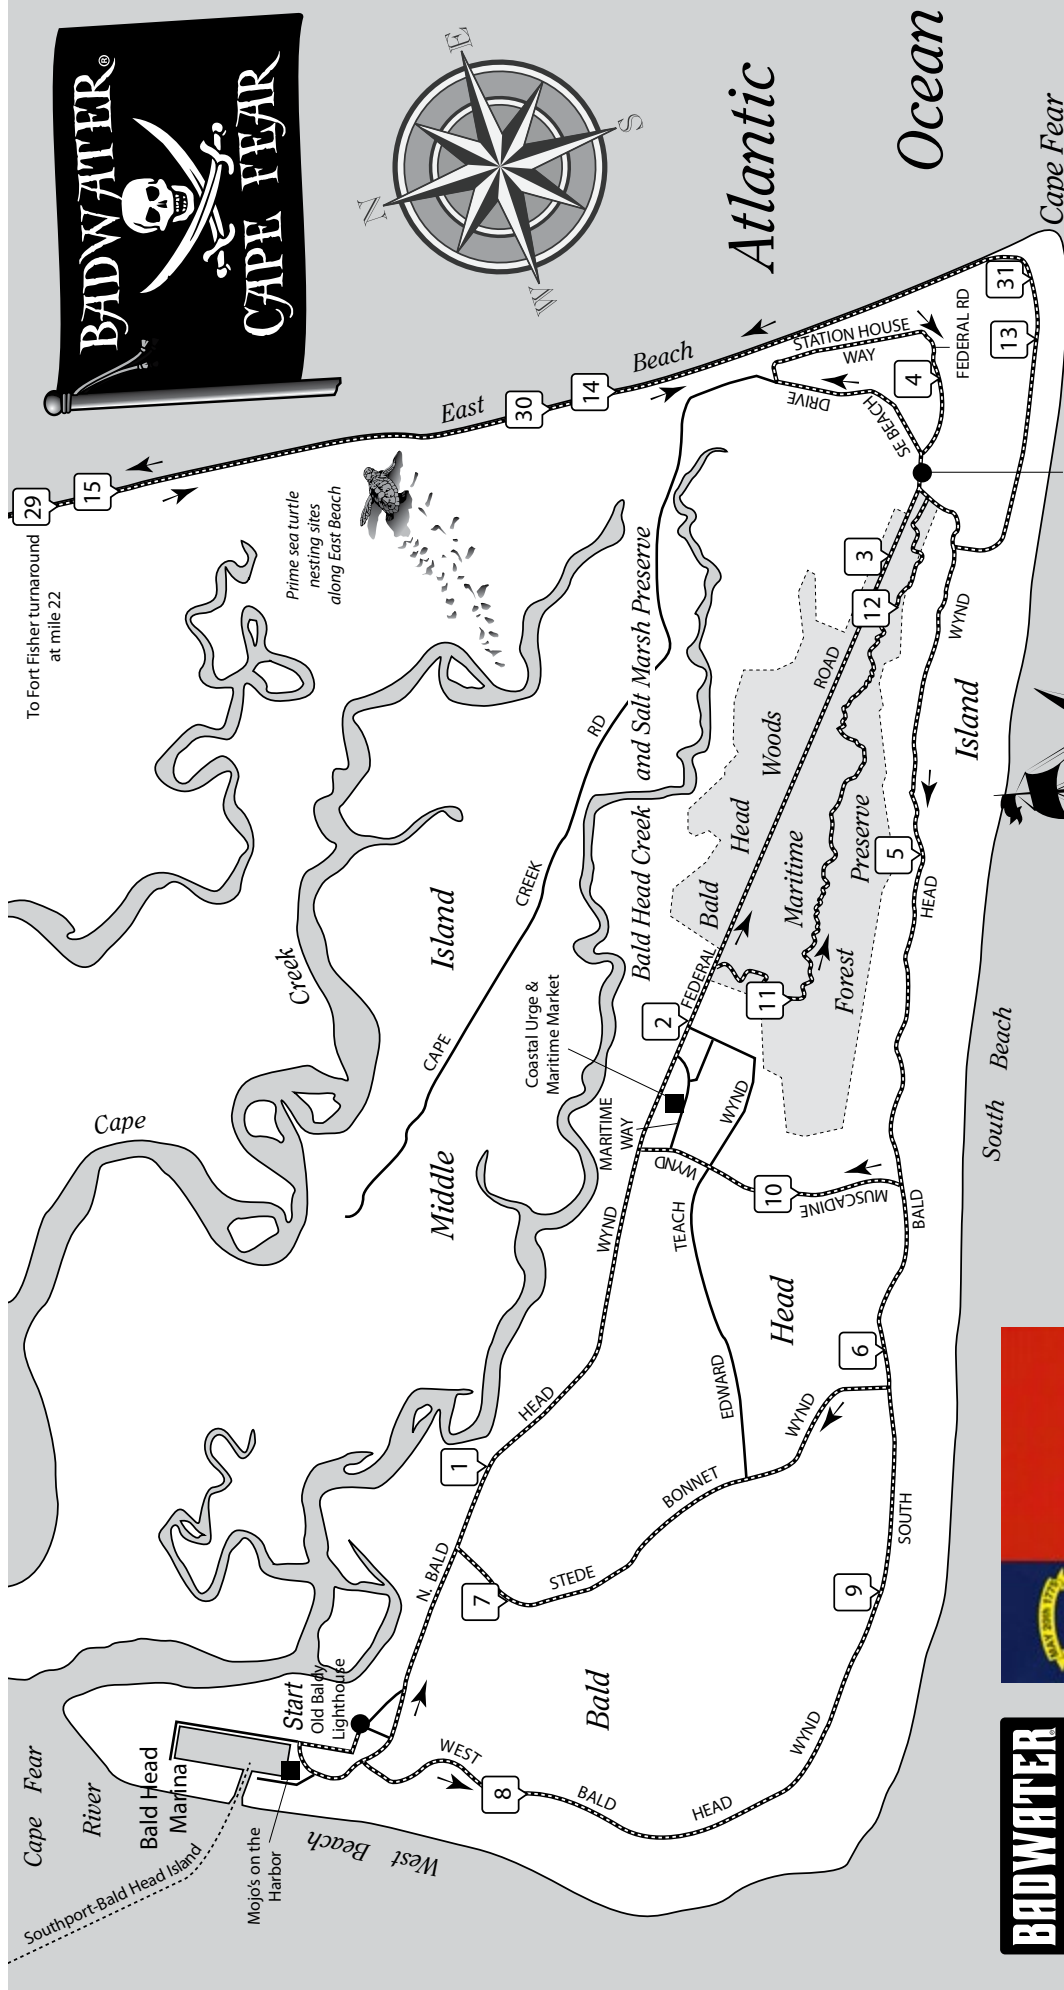 BADWATER®
CAPE FEAR
N
E
S
W
Atlantic
Ocean
Cape Fear
To Fort Fisher turnaround
at mile 22
29
15
East
30
14
Beach
Prime sea turtle
nesting sites
along East Beach
31
13
STATION HOUSE
WAY
FEDERAL RD
4
SE BEACH
DRIVE
3
12
ROAD
WYND
Island
Bald Head Creek and Salt Marsh Preserve
CAPE
CREEK
RD
Bald
Head
Woods
Maritime
Forest
Preserve
5
HEAD
11
FEDERAL
2
Coastal Urge &
Maritime Market
MARITIME
WAY
WYND
WYND
TEACH
EDWARD
10
MUSCADINE
BALD
South Beach
Cape
Creek
Middle
Island
WYND
HEAD
1
N. BALD
7
STEDE
BONNET
WYND
6
Head
SOUTH
9
WYND
HEAD
BALD
8
WEST
Bald
Start
Old Baldy
Lighthouse
Bald Head
Marina
Mojo's on the
Harbor
West Beach
Cape Fear
River
Southport-Bald Head Island
MAY 20th 1775
BADWATER®